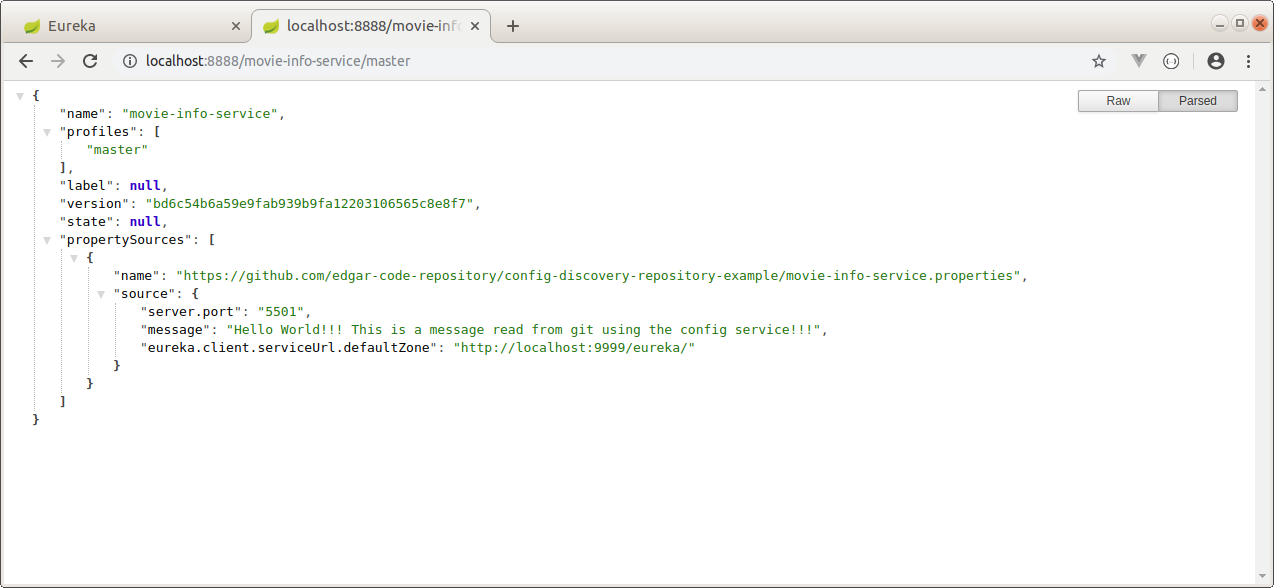 Eureka
localhost:8888/movie-inf
localhost:8888/movie-info-service/master
Raw Parsed
{
"name": "movie-info-service",
"profiles": [
"master"
],
"label": null,
"version": "bd6c54b6a59e9fab939b9fa12203106565c8e8f7",
"state": null,
"propertySources": [
{
"name": "https://github.com/edgar-code-repository/config-discovery-repository-example/movie-info-service.properties",
"source": {
"server.port": "5501",
"message": "Hello World!!! This is a message read from git using the config service!!!",
"eureka.client.serviceUrl.defaultZone": "http://localhost:9999/eureka/"
}
}
]
}